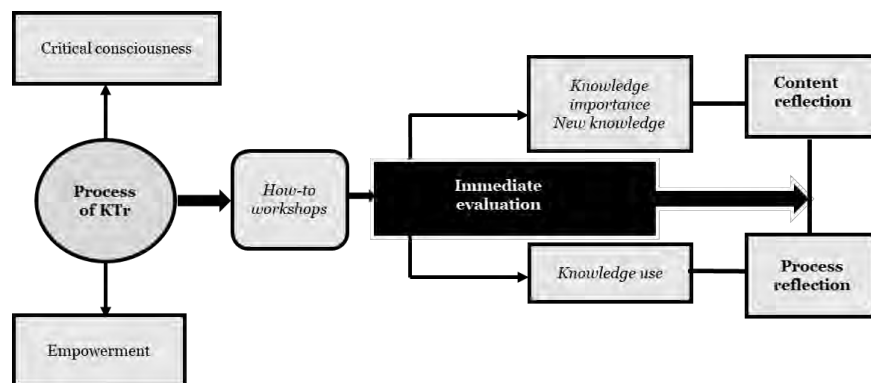 Critical consciousness
Process
of KTr
Empowerment
How-to
workshops
Immediate
evaluation
Knowledge
importance
New knowledge
Knowledge use
Content
reflection
Process
reflection